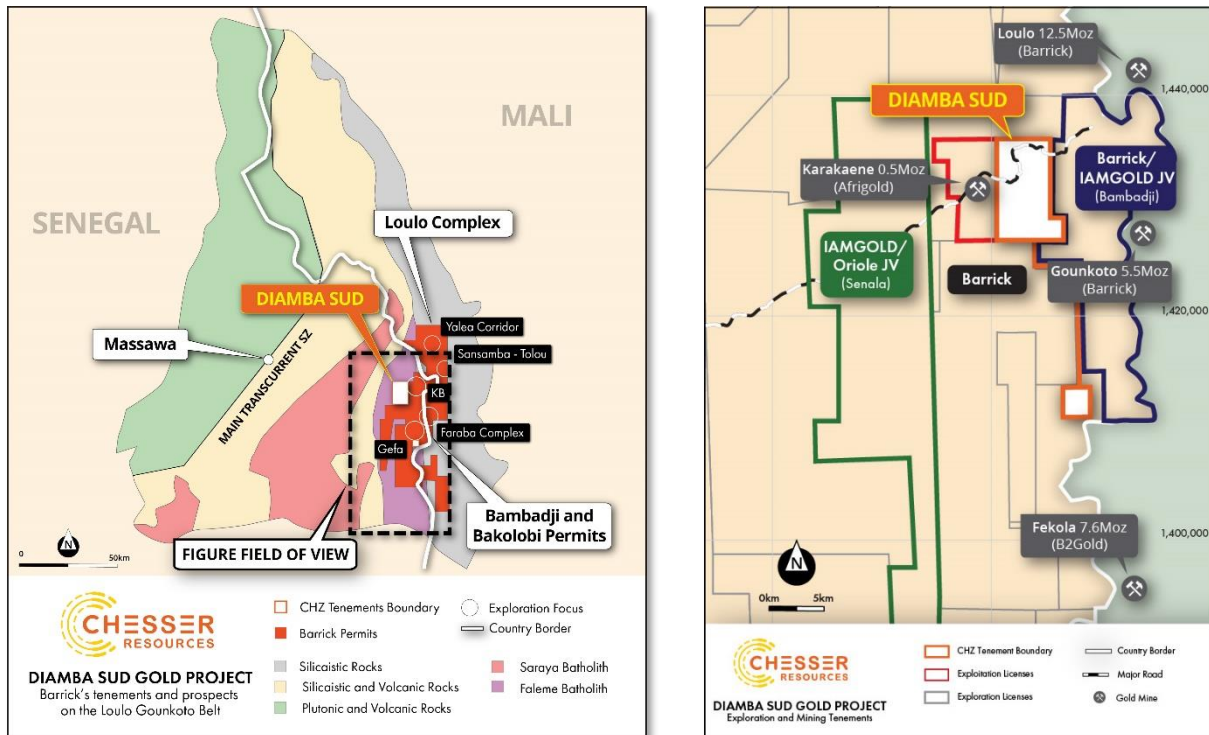 SENEGAL
MALI
Loulo Complex
DIAMBA SUD
Massawa
MAIN TRANSCURRENT SZ
Yalea Corridor
Sansamba - Tolou
KB
Faraba Complex
Gefa
Bambadji and
Bakolobi Permits
FIGURE FIELD OF VIEW
0
N
50km
CHESSER
RESOURCES
DIAMBA SUD GOLD PROJECT
Barrick's tenements and prospects
on the Loulo Gounkoto Belt
CHZ Tenements Boundary
Barrick Permits
Silicaistic Rocks
Silicaistic and Volcanic Rocks
Plutonic and Volcanic Rocks
Exploration Focus
Country Border
Saraya Batholith
Faleme Batholith
Loulo 12.5Moz
(Barrick)
1,440,000
DIAMBA SUD
Karakaene 0.5Moz
(Afrigold)
Barrick/
IAMGOLD JV
(Bambadji)
IAMGOLD/
Oriole JV
(Senala)
Barrick
Gounkoto 5.5Moz
(Barrick)
1,420,000
Fekola 7.6Moz
(B2Gold)
1,400,000
N
0km
5km
CHESSER
RESOURCES
DIAMBA SUD GOLD PROJECT
Exploration and Mining Tenements
CHZ Tenement Boundary
Exploitation Licenses
Exploration Licenses
Country Border
Major Road
Gold Mine